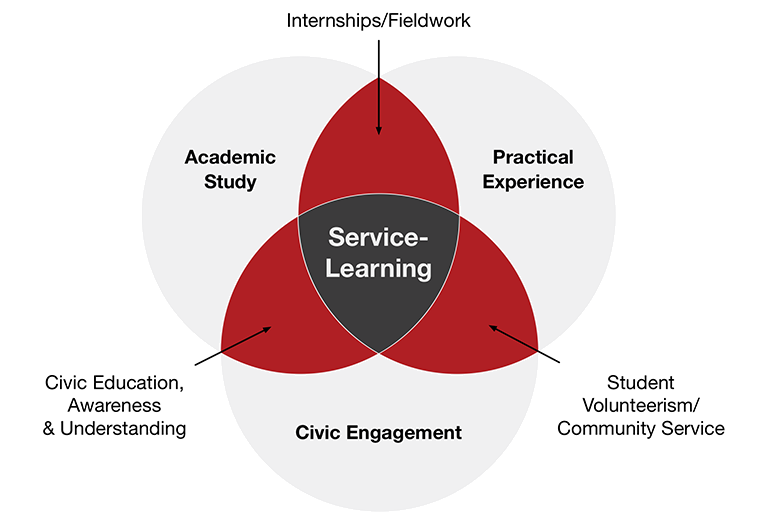 Internships/Fieldwork
Academic
Study
Practical
Experience
Service-
Learning
Civic Education,
Awareness
& Understanding
Student
Volunteerism/
Community Service
Civic Engagement